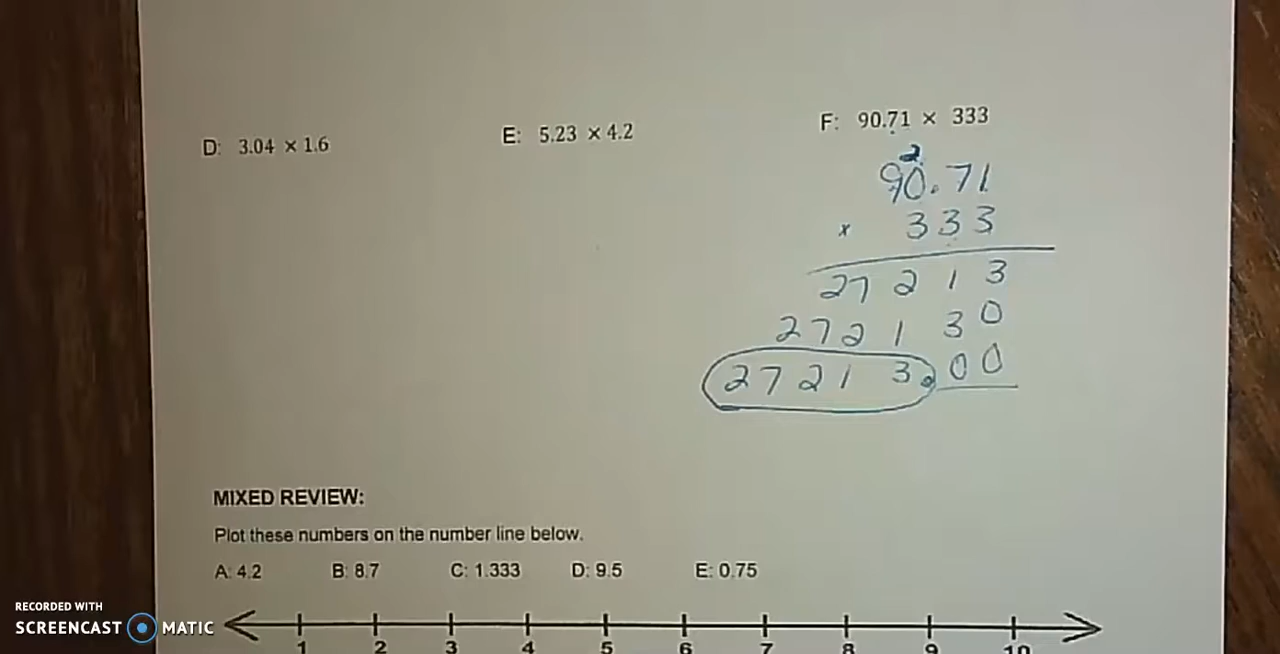 D: 3.04 × 1.6
E: 5.23 × 4.2
F: 90.71 × 333
2
90.71
x 333
27213
272130
27213.00
MIXED REVIEW:
Plot these numbers on the number line below.
A: 4.2 B: 8.7 C: 1.333 D: 9.5 E: 0.75
1 2 3 4 5 6 7 8 9 10
RECORDED WITH
SCREENCAST MATIC